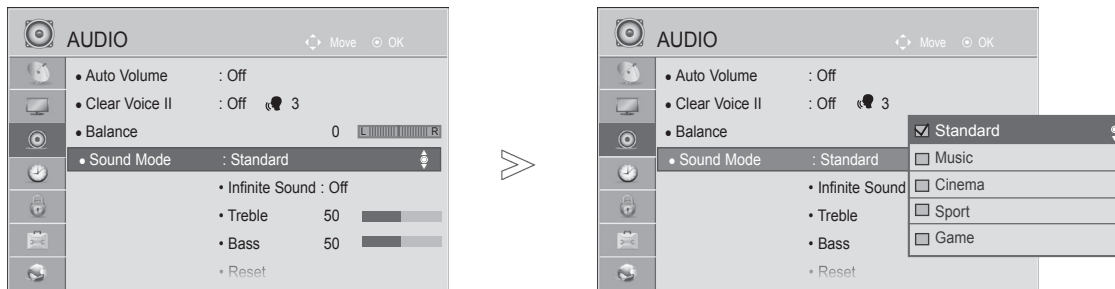 AUDIO
Move OK
• Auto Volume : Off
• Clear Voice II : Off 3
• Balance 0 L R
• Sound Mode : Standard
• Infinite Sound : Off
• Treble 50
• Bass 50
• Reset
AUDIO
Move OK
• Auto Volume : Off
• Clear Voice II : Off 3
• Balance
• Sound Mode : Standard
• Infinite Sound
• Treble
• Bass
• Reset
Standard
Music
Cinema
Sport
Game